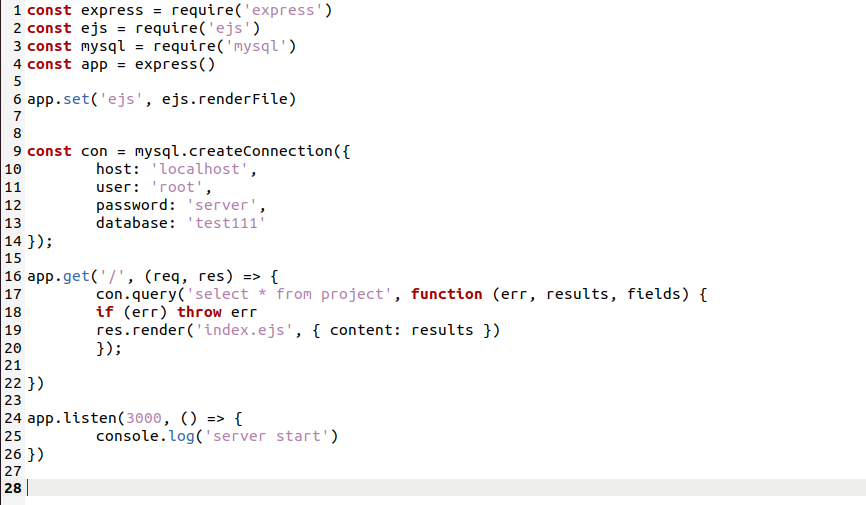 1 const express = require('express')
2 const ejs = require('ejs')
3 const mysql = require('mysql')
4 const app = express()
5
6 app.set('ejs', ejs.renderFile)
7
8
9 const con = mysql.createConnection({
10         host: 'localhost',
11         user: 'root',
12         password: 'server',
13         database: 'test111'
14 });
15
16 app.get('/', (req, res) => {
17         con.query('select * from project', function (err, results, fields) {
18         if (err) throw err
19         res.render('index.ejs', { content: results })
20         });
21
22 })
23
24 app.listen(3000, () => {
25         console.log('server start')
26 })
27
28